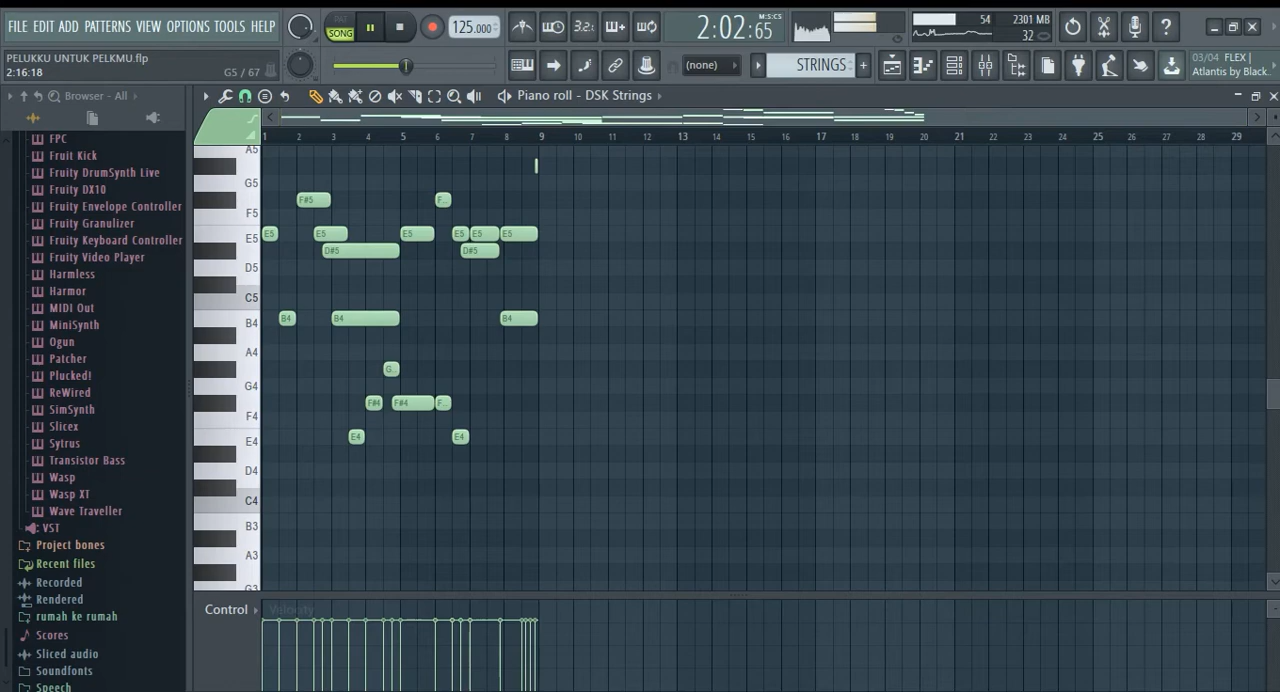 FILE EDIT ADD PATTERNS VIEW OPTIONS TOOLS HELP
PAT
SONG
125.000
3.2
2:02:65
M:S:CS
54
2301 MB
32
?
PELUKKU UNTUK PELKMU.flp
2:16:18
G5 / 67
(none)
STRINGS
+
03/04 FLEX |
Atlantis by Black..
Browser - All
Piano roll - DSK Strings
1 2 3 4 5 6 7 8 9 10 11 12 13 14 15 16 17 18 19 20 21 22 23 24 25 26 27 28 29
FPC
Fruit Kick
Fruity DrumSynth Live
Fruity DX10
Fruity Envelope Controller
Fruity Granulizer
Fruity Keyboard Controller
Fruity Video Player
Harmless
Harmor
MIDI Out
MiniSynth
Ogun
Patcher
Plucked!
ReWired
SimSynth
Slicex
Sytrus
Transistor Bass
Wasp
Wasp XT
Wave Traveller
VST
Project bones
Recent files
Recorded
Rendered
rumah ke rumah
Scores
Sliced audio
Soundfonts
Speech
A5
G5
F#5 F..
F5
E5 E5 E5 E5 E5 E5 E5
D#5 D#5
D5
C5
B4 B4 B4 B4
A4
G..
G4
F#4 F#4 F..
F4
E4 E4 E4
D4
C4
B3
A3
G3
Control
Velocity